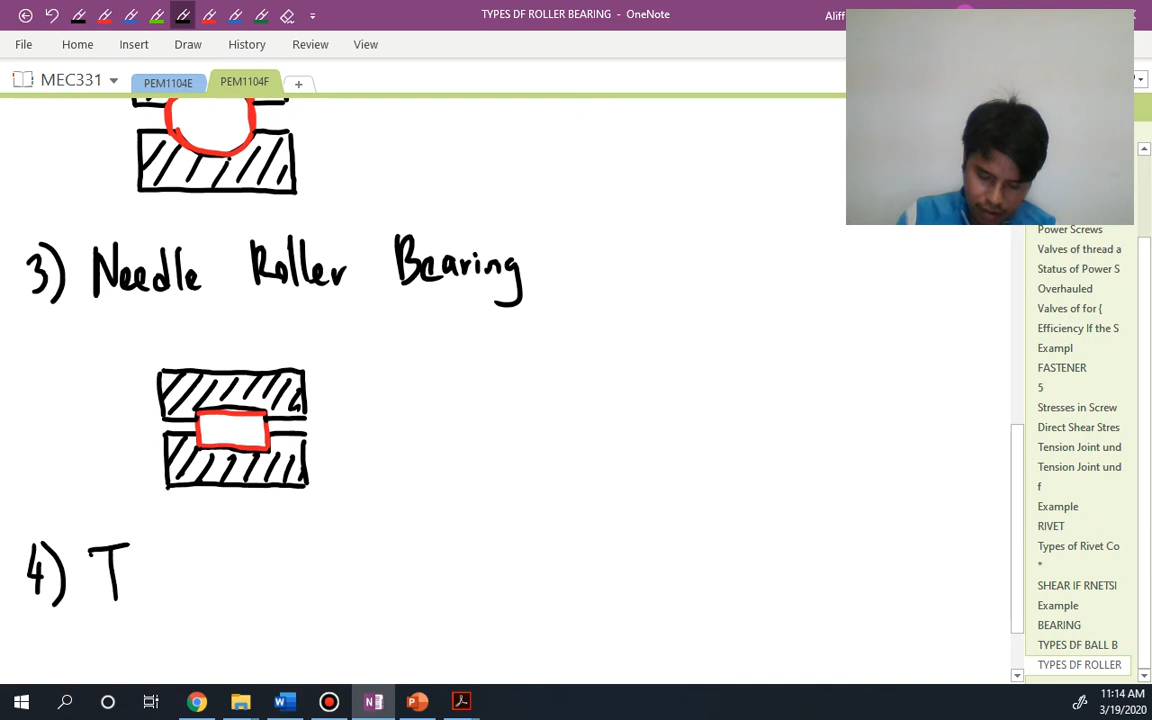 TYPES DF ROLLER BEARING - OneNote
Aliff
File Home Insert Draw History Review View
MEC331
PEM1104E
PEM1104F
3) Needle Roller Bearing
4) T
Power Screws
Valves of thread a
Status of Power S
Overhauled
Valves of for {
Efficiency If the S
Exampl
FASTENER
5
Stresses in Screw
Direct Shear Stres
Tension Joint und
Tension Joint und
f
Example
RIVET
Types of Rivet Co
*
SHEAR IF RNETSI
Example
BEARING
TYPES DF BALL B
TYPES DF ROLLER
11:14 AM
3/19/2020